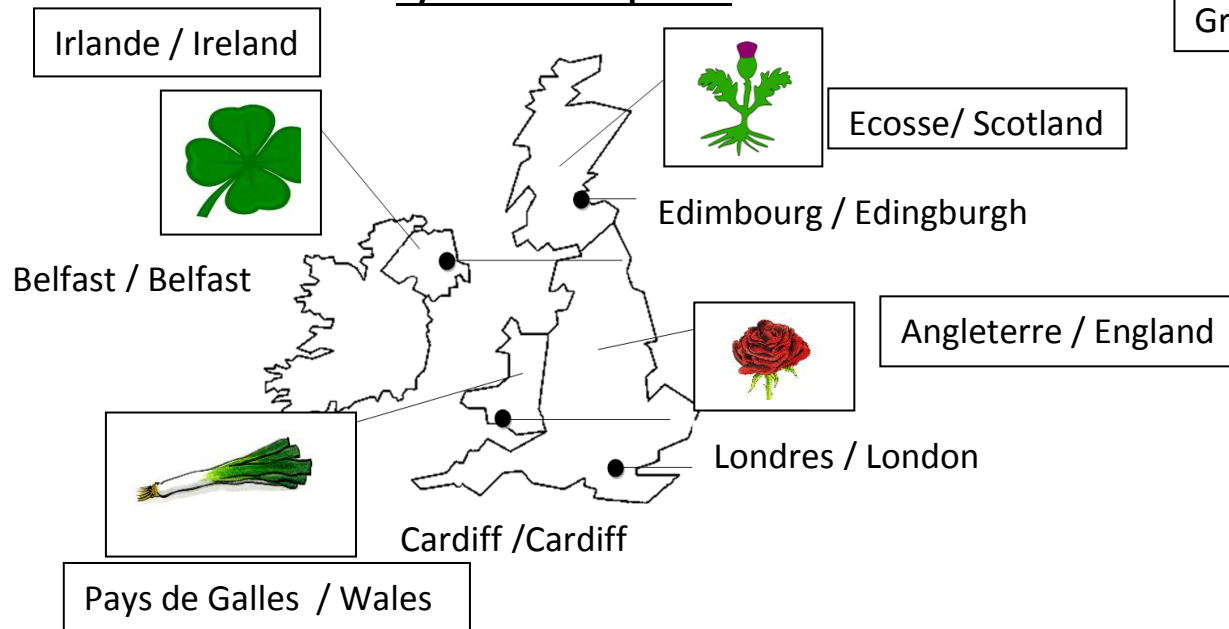 Irlande / Ireland
Gr
Ecosse/ Scotland
Edimbourg / Edingburgh
Belfast / Belfast
Angleterre / England
Londres / London
Cardiff /Cardiff
Pays de Galles / Wales